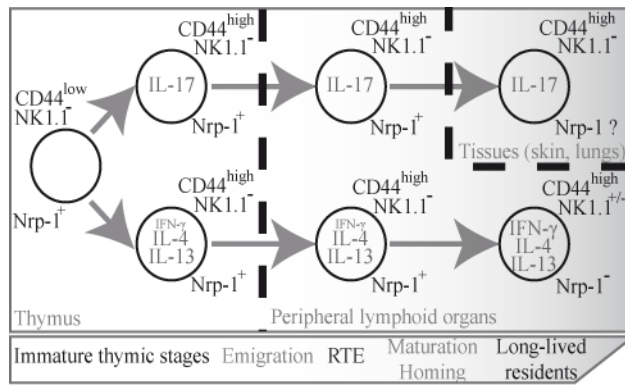 CD44low
NK1.1-
Nrp-1+
CD44high
NK1.1-
IL-17
Nrp-1+
CD44high
NK1.1-
IL-17
Nrp-1+
CD44high
NK1.1-
IL-17
Nrp-1 ?
Tissues (skin, lungs)
CD44high
NK1.1-
IFN-γ
IL-4
IL-13
Nrp-1+
CD44high
NK1.1-
IFN-γ
IL-4
IL-13
Nrp-1+
CD44high
NK1.1+/-
IFN-γ
IL-4
IL-13
Nrp-1-
Thymus
Peripheral lymphoid organs
Immature thymic stages
Emigration
RTE
Maturation
Homing
Long-lived
residents